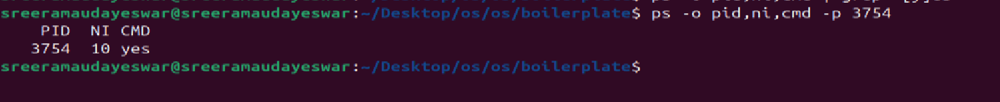 sreeramaudayeswar@sreeramaudayeswar:~/Desktop/os/os/boilerplate$ ps -o pid,ni,cmd -p 3754
    PID  NI CMD
   3754  10 yes
sreeramaudayeswar@sreeramaudayeswar:~/Desktop/os/os/boilerplate$